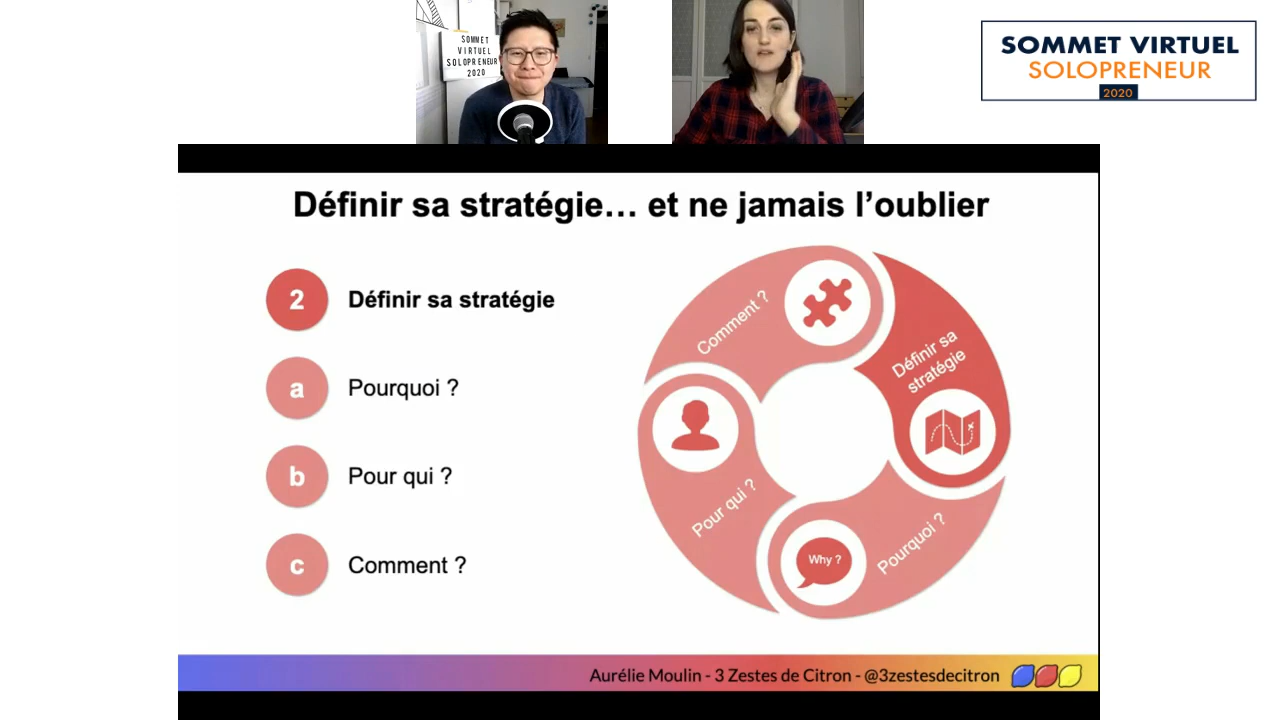 SOMMET
VIRTUEL
SOLOPRENEUR
2020
SOMMET VIRTUEL
SOLOPRENEUR
2020
Définir sa stratégie… et ne jamais l’oublier
2 Définir sa stratégie
a Pourquoi ?
b Pour qui ?
c Comment ?
Comment ?
Définir sa
stratégie
Pour qui ?
Why ?
Pourquoi ?
Aurélie Moulin - 3 Zestes de Citron - @3zestesdecitron